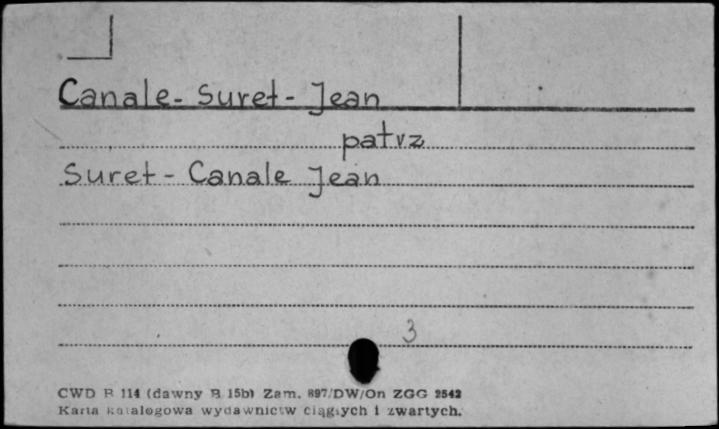 Canale - Suret - Jean
patrz
Suret - Canale Jean
3
CWD B 114 (dawny B 15b) Zam. 897/DW/On ZGG 2542
Karta katalogowa wydawnictw ciągłych i zwartych.